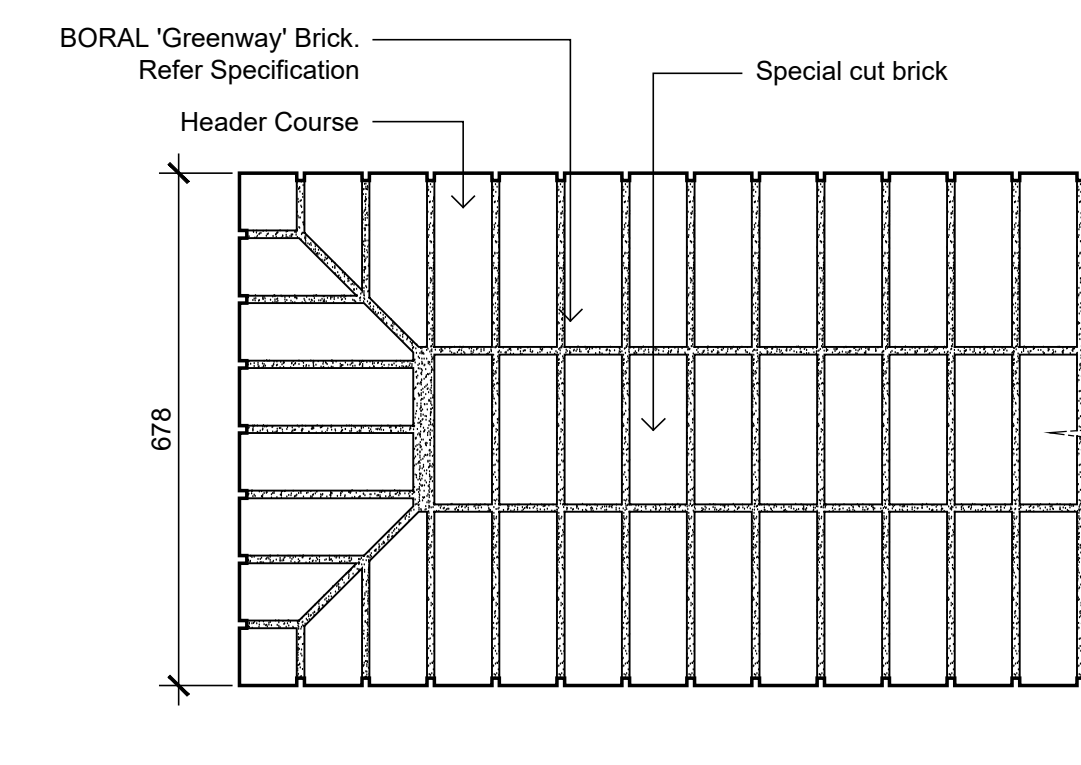 BORAL 'Greenway' Brick.
Refer Specification
Special cut brick
Header Course
678